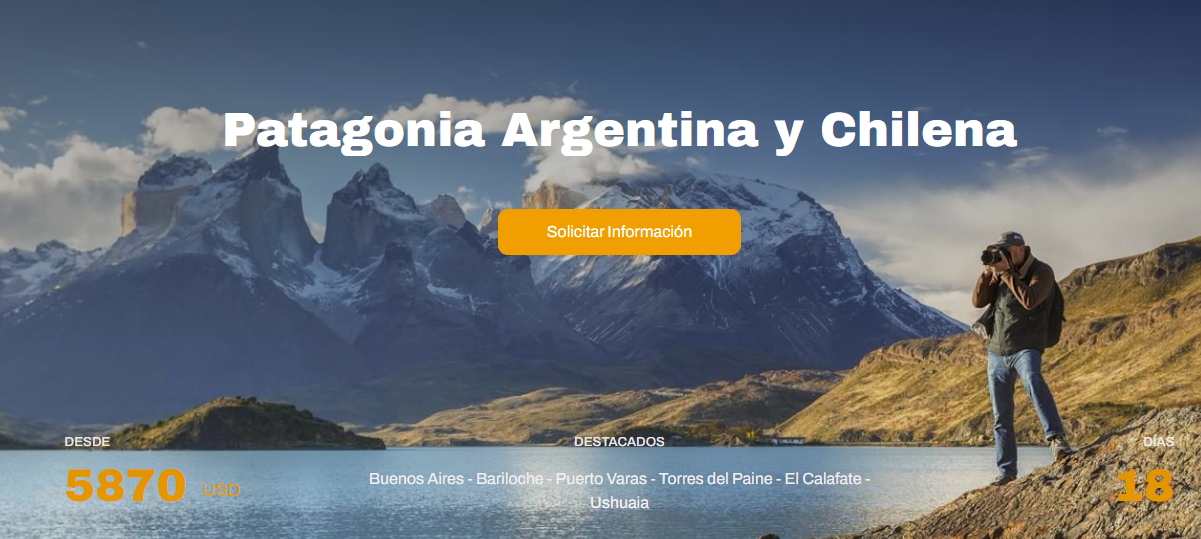 Patagonia Argentina y Chilena
Solicitar Información
DESDE
5870 USD
DESTACADOS
Buenos Aires - Bariloche - Puerto Varas - Torres del Paine - El Calafate -
Ushuaia
DÍAS
18